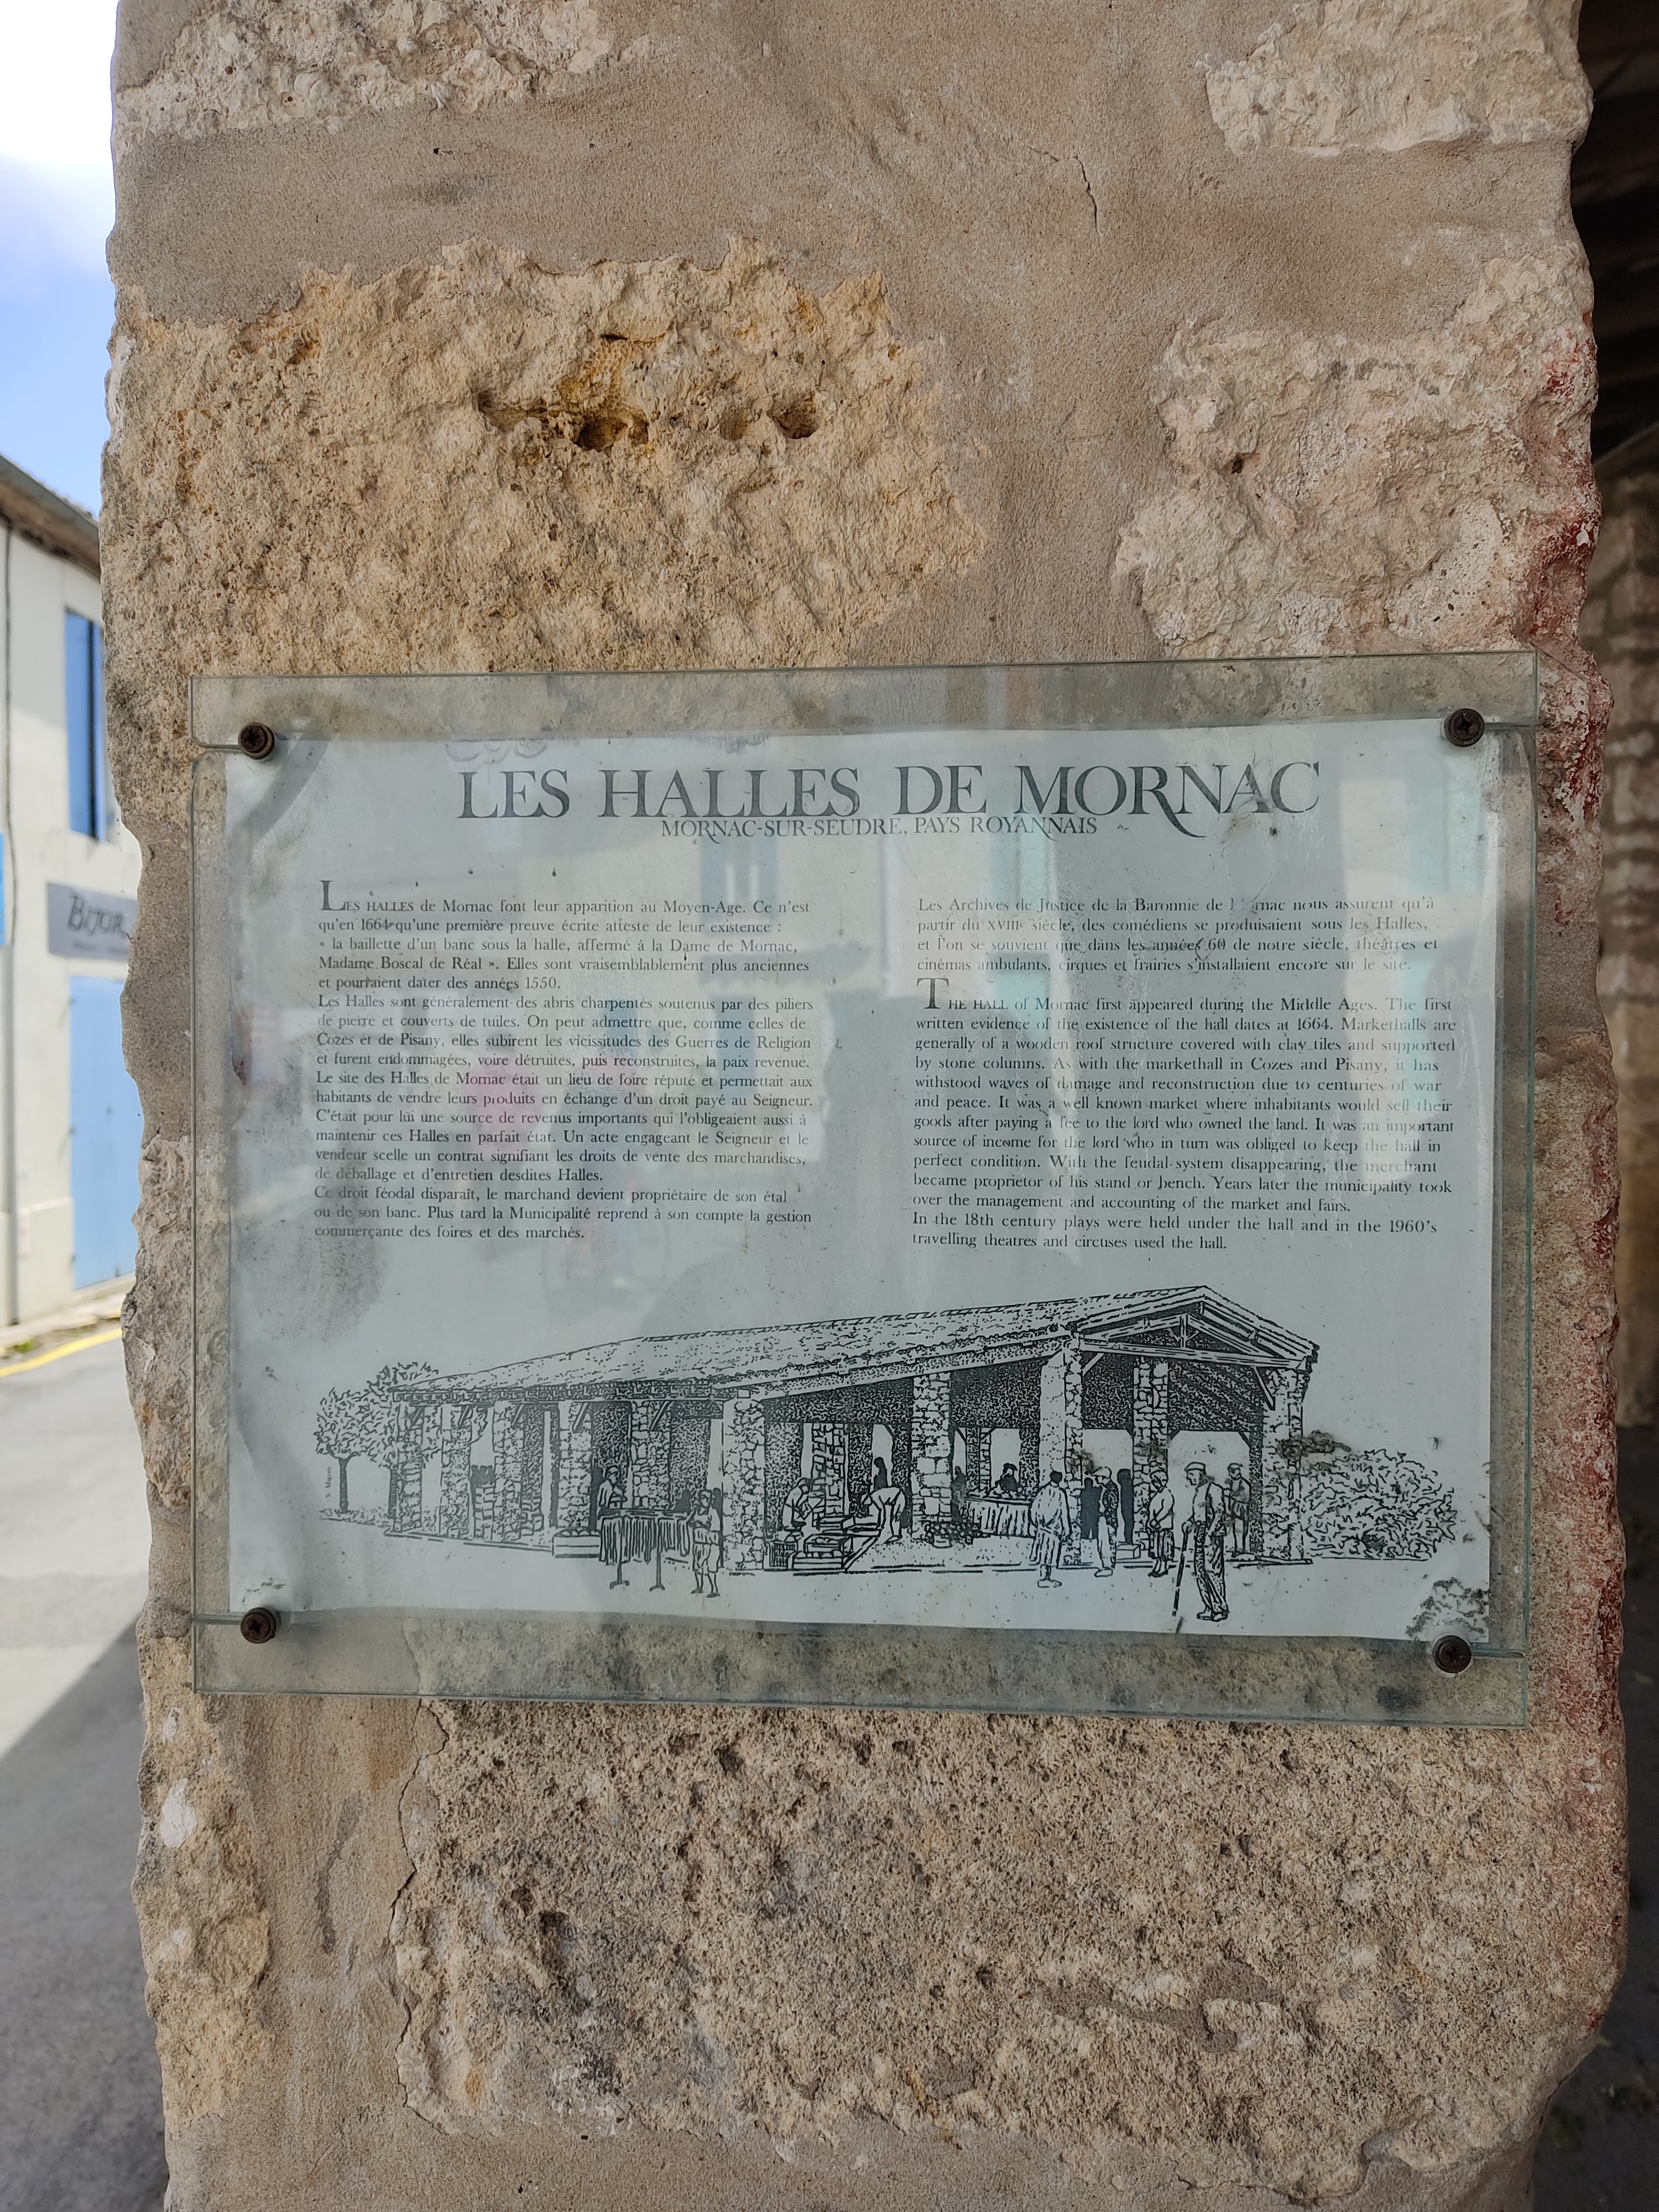 LES HALLES DE MORNAC
MORNAC-SUR-SEUDRE, PAYS ROYANNAIS
LES HALLES de Mornac font leur apparition au Moyen-Age. Ce n'est
qu'en 1664 qu'une première preuve écrite atteste de leur existence :
« la baillette d'un banc sous la halle, affermé à la Dame de Mornac,
Madame Boscal de Réal ». Elles sont vraisemblablement plus anciennes
et pourraient dater des années 1550.
Les Halles sont généralement des abris charpentés soutenus par des piliers
de pierre et couverts de tuiles. On peut admettre que, comme celles de
Cozes et de Pisany, elles subirent les vicissitudes des Guerres de Religion
et furent endommagées, voire détruites, puis reconstruites, la paix revenue.
Le site des Halles de Mornac était un lieu de foire réputé et permettait aux
habitants de vendre leurs produits en échange d'un droit payé au Seigneur.
C'était pour lui une source de revenus importants qui l'obligeaient aussi à
maintenir ces Halles en parfait état. Un acte engageant le Seigneur et le
vendeur scelle un contrat signifiant les droits de vente des marchandises,
de déballage et d'entretien desdites Halles.
Ce droit féodal disparaît, le marchand devient propriétaire de son étal
ou de son banc. Plus tard la Municipalité reprend à son compte la gestion
commerçante des foires et des marchés.
Les Archives de Justice de la Baronnie de nous assurent qu'à
partir du XVIIIe siècle, des comédiens se produisaient sous les Halles,
et l'on se souvient que dans les années 60 de notre siècle, théâtres et
cinémas ambulants, cirques et frairies s'installaient encore sur le site.
THE HALL of Mornac first appeared during the Middle Ages. The first
written evidence of the existence of the hall dates at 1664. Markethalls are
generally of a wooden roof structure covered with clay tiles and supported
by stone columns. As with the markethall in Cozes and Pisany, it has
withstood waves of damage and reconstruction due to centuries of war
and peace. It was a well known market where inhabitants would sell their
goods after paying a fee to the lord who owned the land. It was an important
source of income for the lord who in turn was obliged to keep the hall in
perfect condition. With the feudal system disappearing, the merchant
became proprietor of his stand or bench. Years later the municipality took
over the management and accounting of the market and fairs.
In the 18th century plays were held under the hall and in the 1960's
travelling theatres and circuses used the hall.